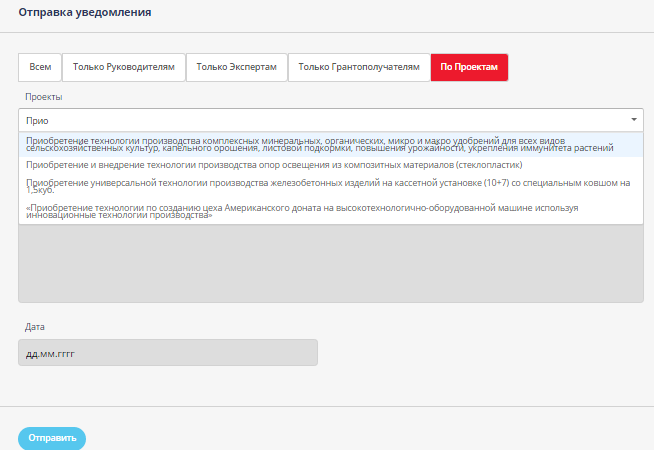 Отправка уведомления
Всем
Только Руководителям
Только Экспертам
Только Грантополучателям
По Проектам
Проекты
Прио
Приобретение технологии производства комплексных минеральных, органических, микро и макро удобрений для всех видов
сельскохозяйственных культур, капельного орошения, листовой подкормки, повышения урожайности, укрепления иммунитета растений
Приобретение и внедрение технологии производства опор освещения из композитных материалов (стеклопластик)
Приобретение универсальной технологии производства железобетонных изделий на кассетной установке (10+7) со специальным ковшом на
1,5куб.
«Приобретение технологии по созданию цеха Американского доната на высокотехнологично-оборудованной машине используя
инновационные технологии производства»
Дата
дд.мм.гггг
Отправить